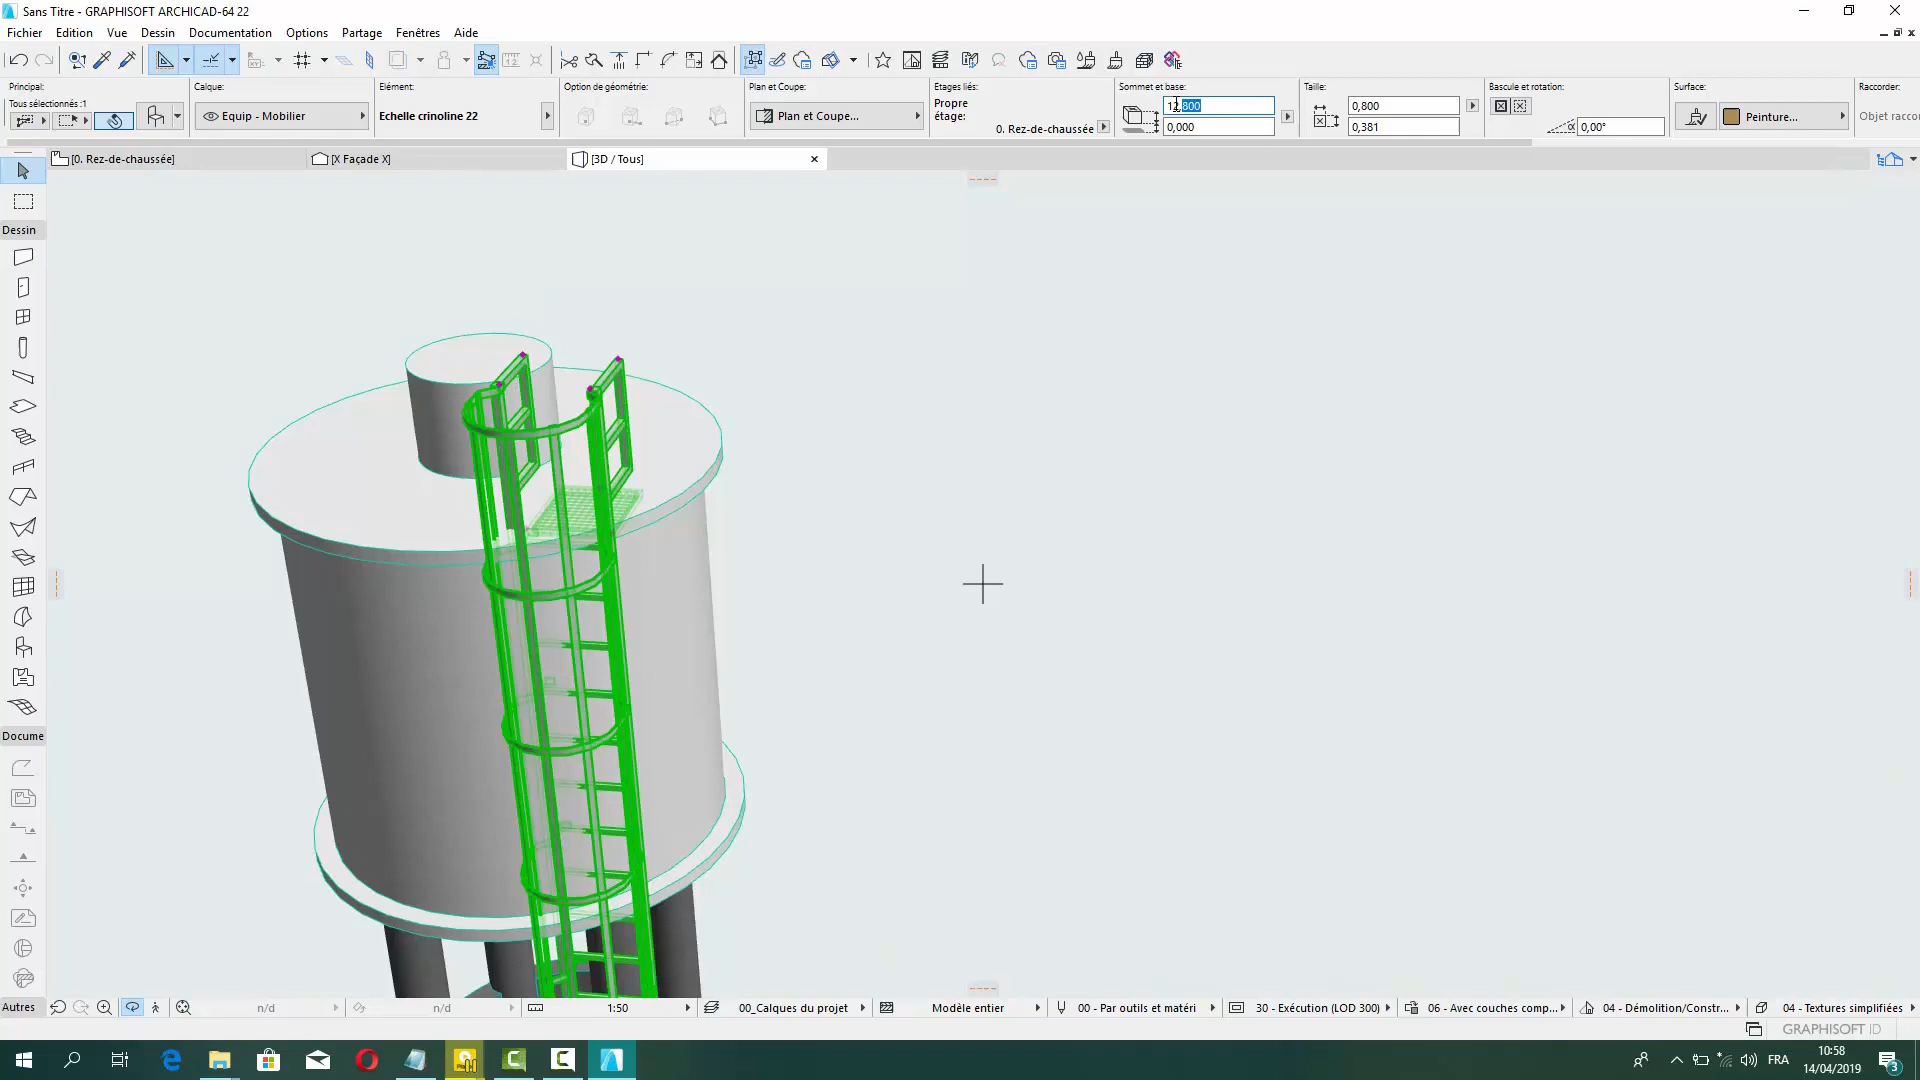 Sans Titre - GRAPHISOFT ARCHICAD-64 22
Fichier Edition Vue Dessin Documentation Options Partage Fenêtres Aide
Principal: Calque: Elément: Option de géométrie: Plan et Coupe: Etages liés: Sommet et base: Taille: Bascule et rotation: Surface: Raccorder:
Tous sélectionnés :1
Equip - Mobilier
Echelle crinoline 22
Plan et Coupe...
Propre
étage:
0. Rez-de-chaussée
0,000
0,800
0,381
0,00°
Peinture...
Objet racco
[0. Rez-de-chaussée] [X Façade X] [3D / Tous]
Dessin
Docume
Autres
n/d n/d 1:50 00_Calques du projet Modèle entier 00 - Par outils et matéri 30 - Exécution (LOD 300) 06 - Avec couches comp... 04 - Démolition/Constr... 04 - Textures simplifiées
GRAPHISOFT ID
FRA
10:58
14/04/2019
3